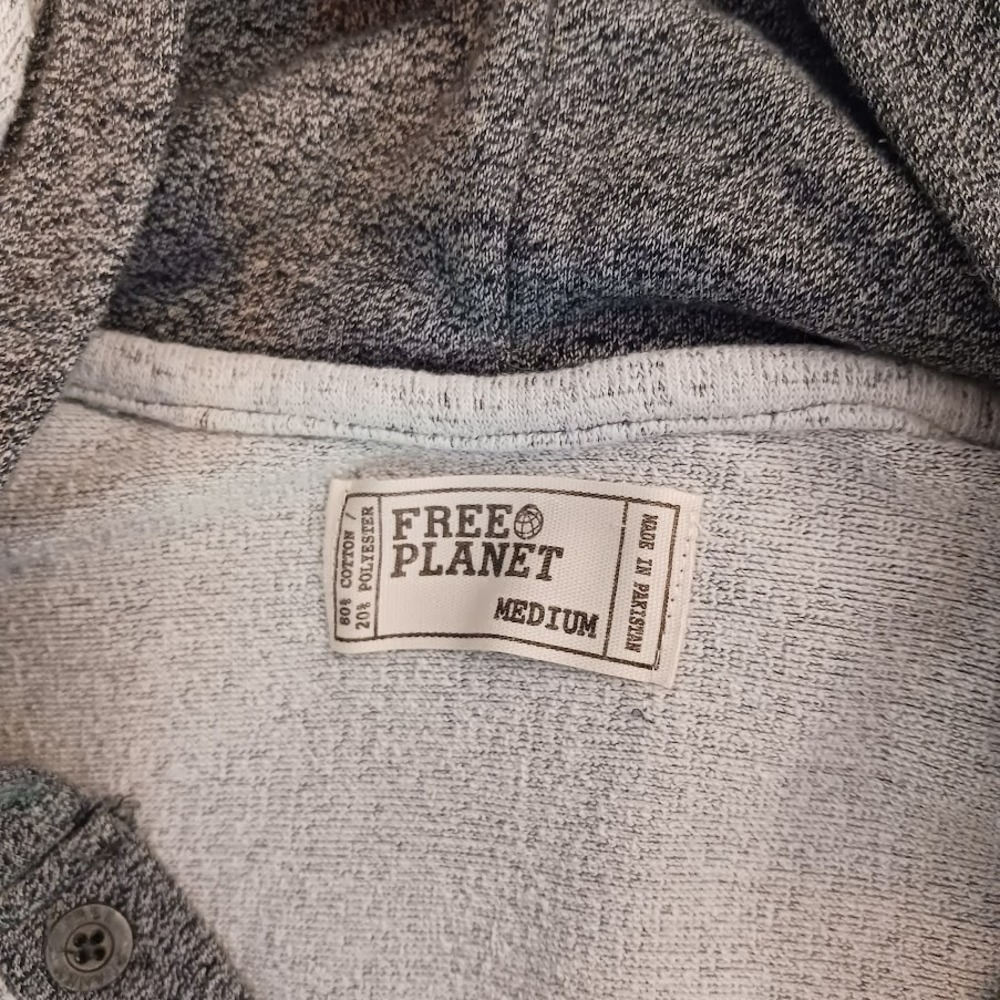 80% COTTON /
20% POLYESTER
FREE
PLANET
MEDIUM
MADE IN PAKISTAN